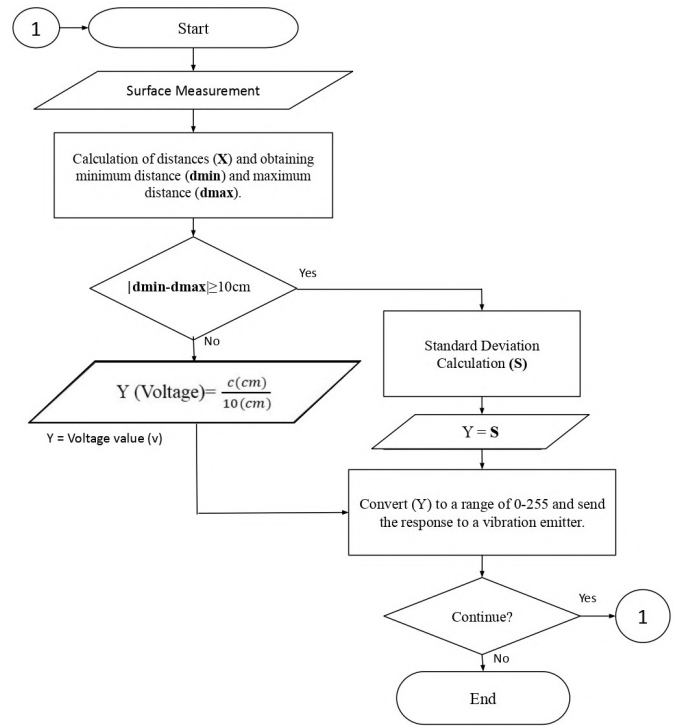 1
Start
Surface Measurement
Calculation of distances (X) and obtaining
minimum distance (dmin) and maximum
distance (dmax).
|dmin-dmax|≥10cm
Yes
No
Y (Voltage)= c(cm)
10(cm)
Y = Voltage value (v)
Standard Deviation
Calculation (S)
Y = S
Convert (Y) to a range of 0-255 and send
the response to a vibration emitter.
Continue?
Yes
1
No
End